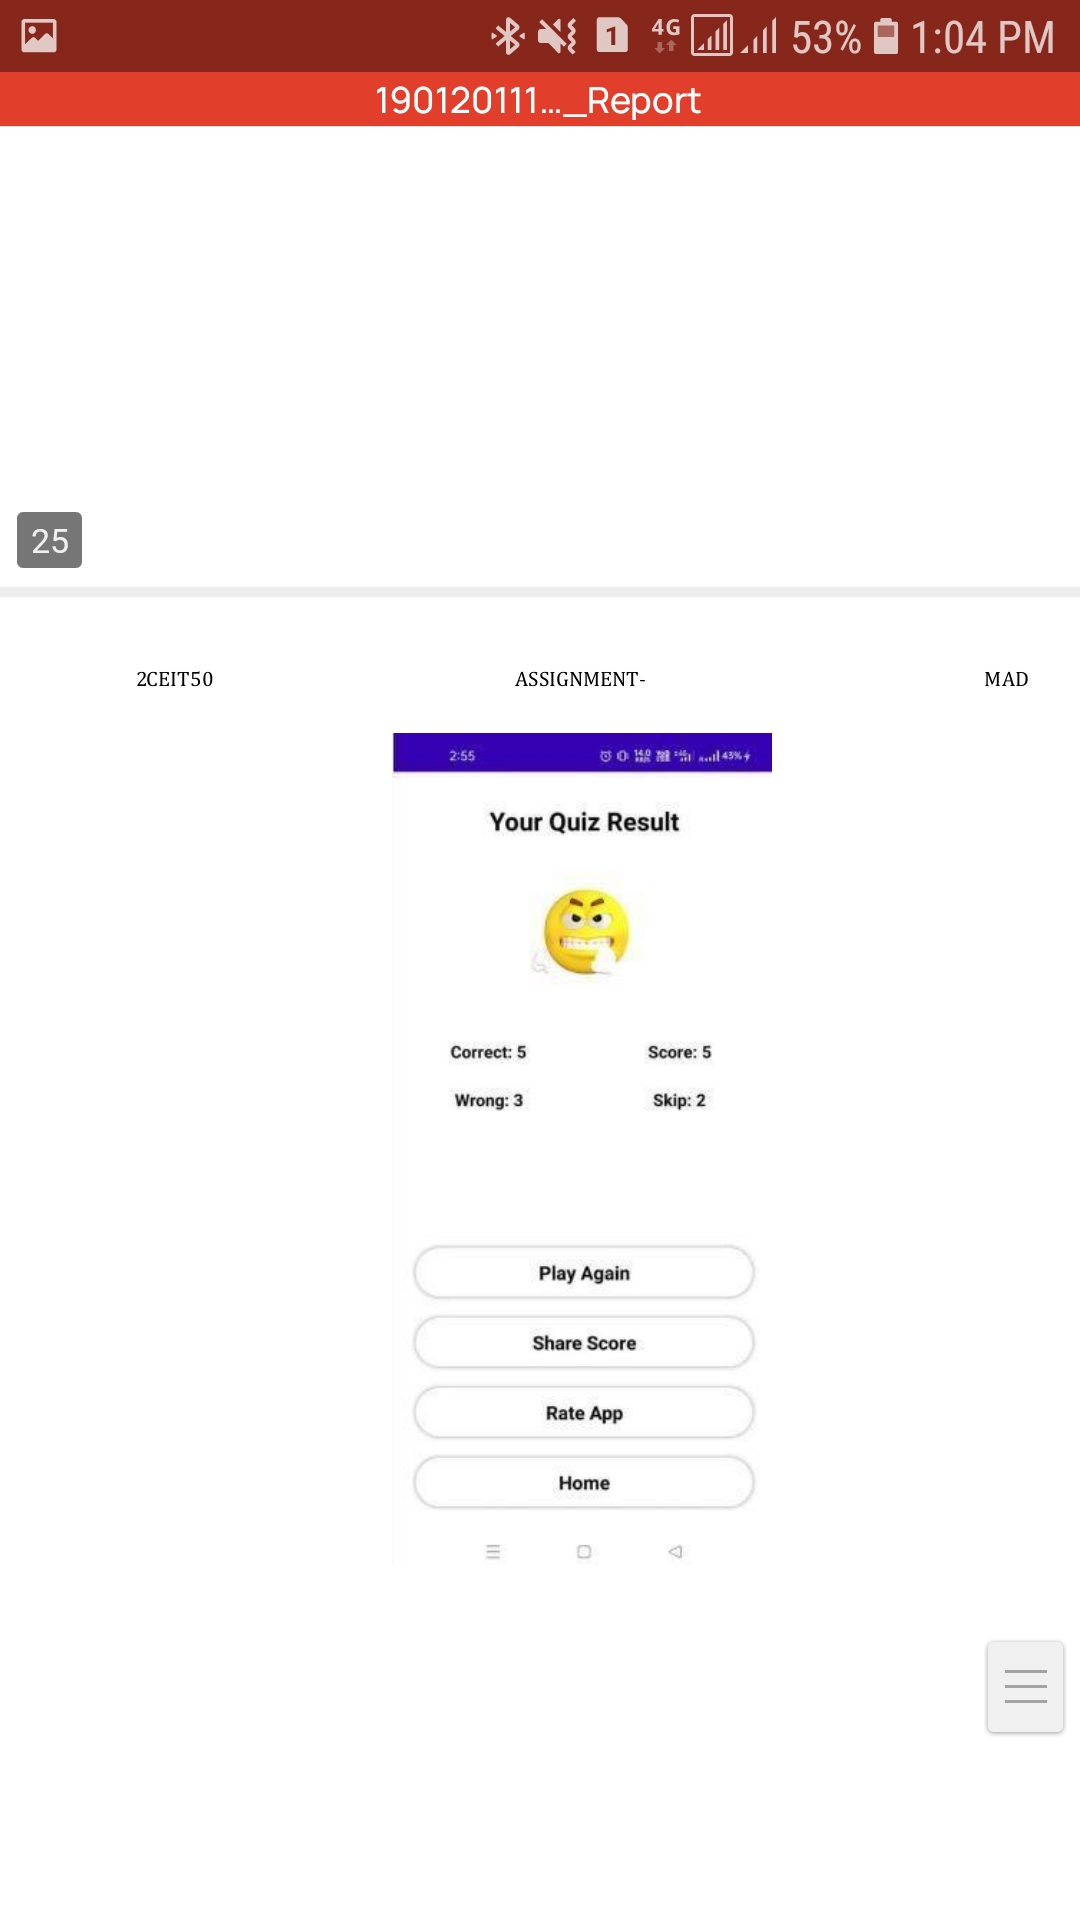 1 4G 53% 1:04 PM
190120111..._Report
25
2CEIT50 ASSIGNMENT- MAD
2:55 43%
Your Quiz Result
Correct: 5 Score: 5
Wrong: 3 Skip: 2
Play Again
Share Score
Rate App
Home